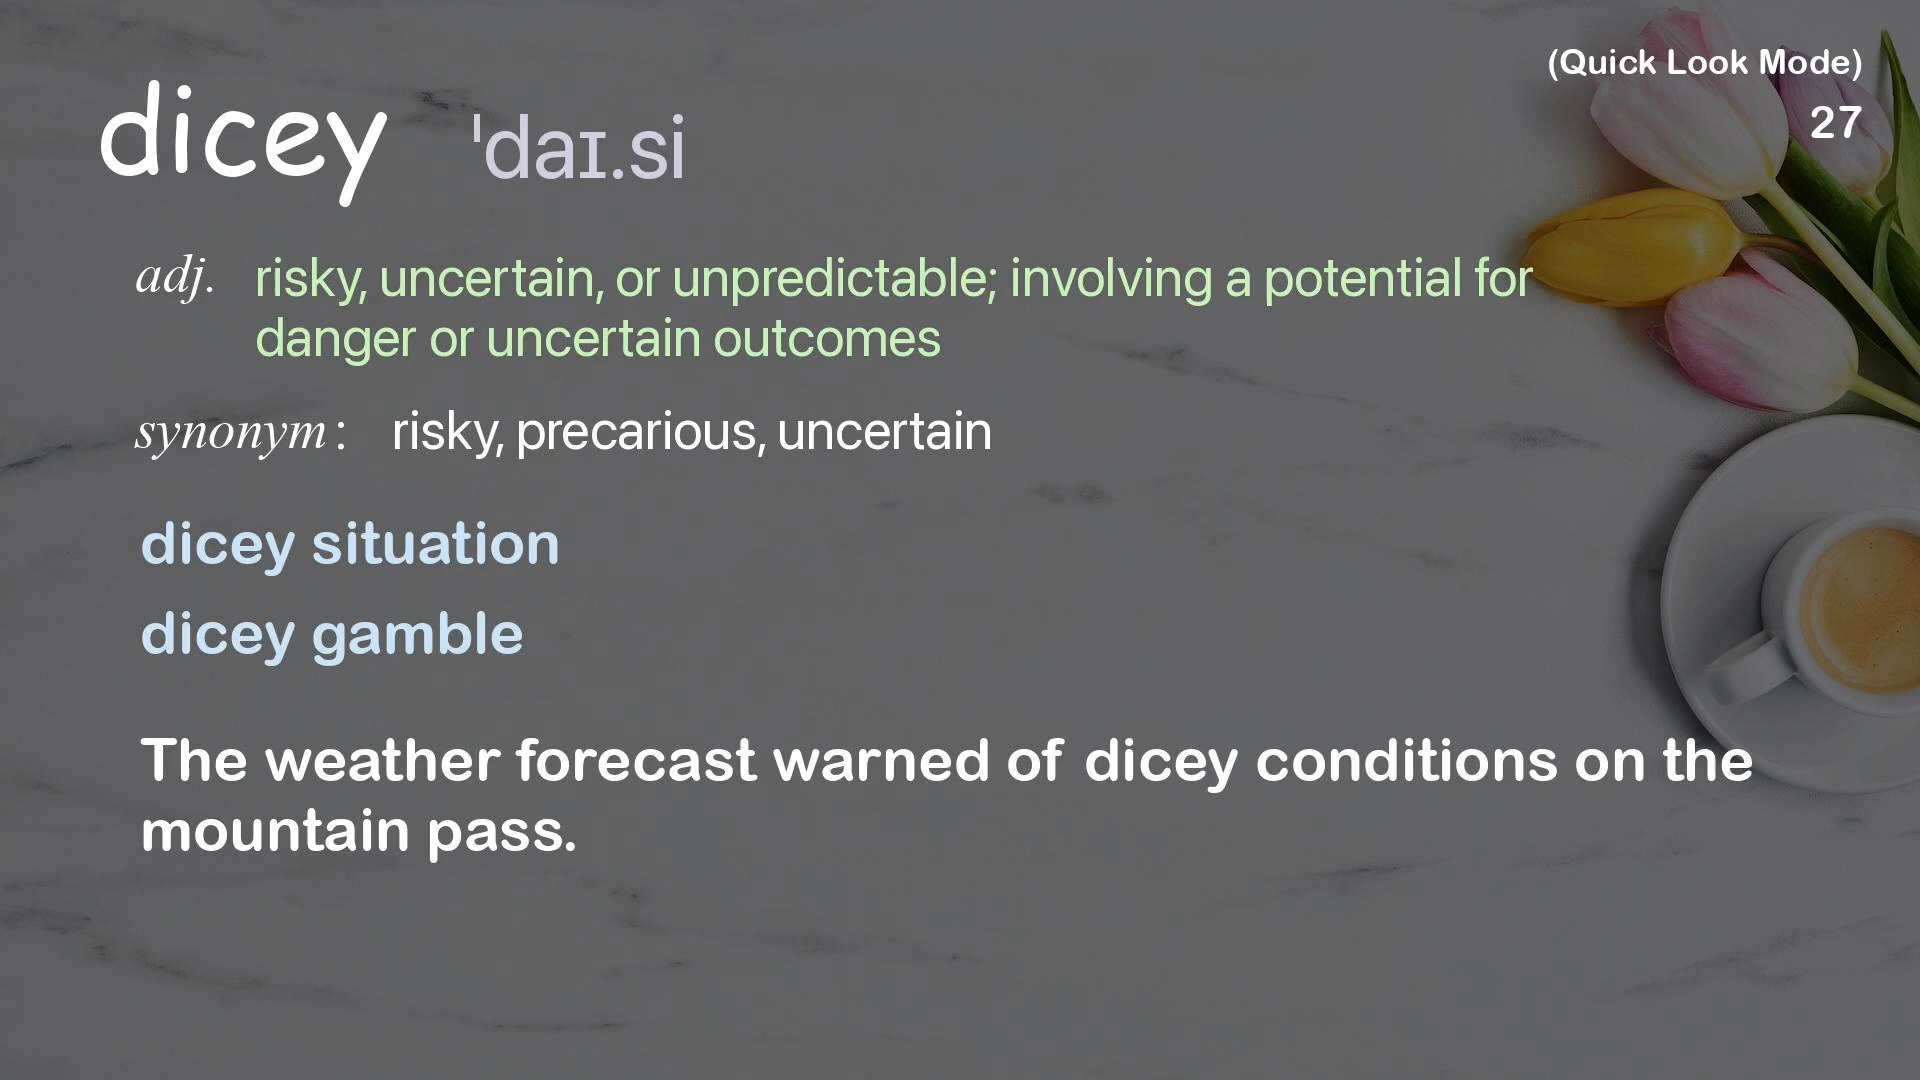 (Quick Look Mode)
27
dicey ˈdaɪ.si
adj. risky, uncertain, or unpredictable; involving a potential for
danger or uncertain outcomes
synonym: risky, precarious, uncertain
dicey situation
dicey gamble
The weather forecast warned of dicey conditions on the
mountain pass.